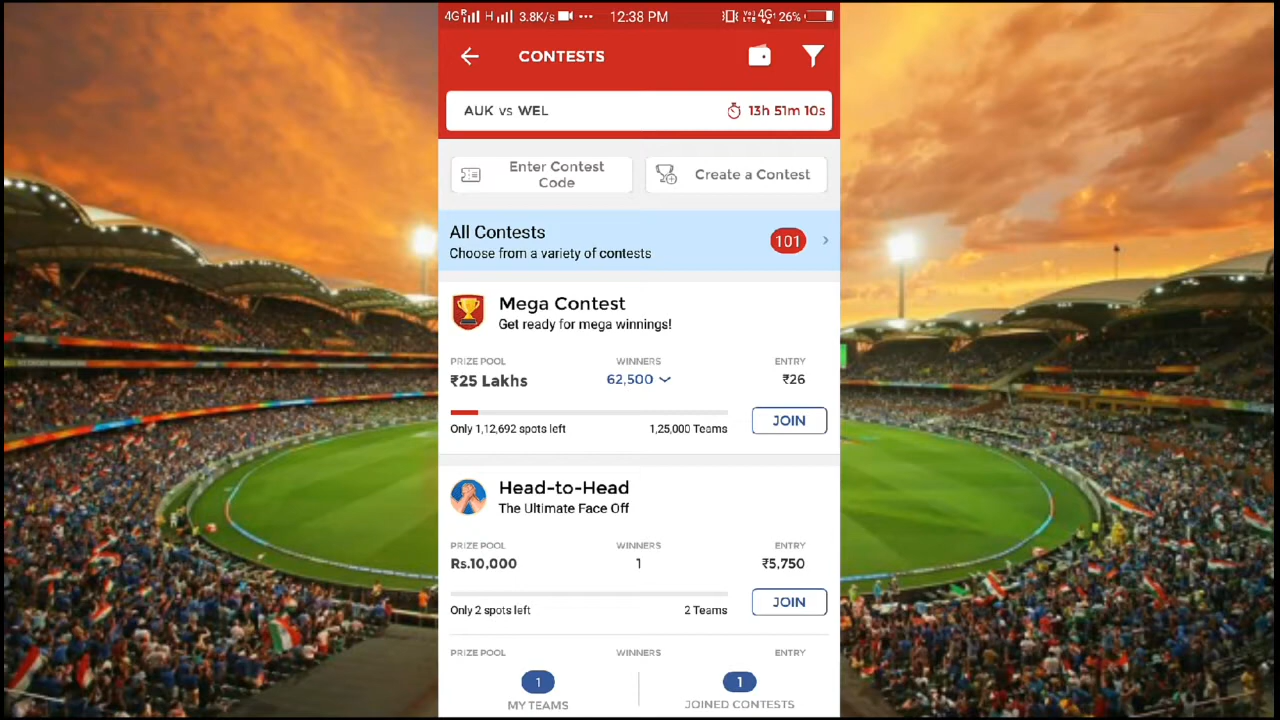 4G R H 3.8K/s ... 12:38 PM 4G 26%
CONTESTS
AUK vs WEL 13h 51m 10s
Enter Contest
Code
Create a Contest
All Contests
Choose from a variety of contests
101
Mega Contest
Get ready for mega winnings!
PRIZE POOL WINNERS ENTRY
₹25 Lakhs 62,500 ₹26
JOIN
Only 1,12,692 spots left 1,25,000 Teams
Head-to-Head
The Ultimate Face Off
PRIZE POOL WINNERS ENTRY
Rs.10,000 1 ₹5,750
JOIN
Only 2 spots left 2 Teams
PRIZE POOL WINNERS ENTRY
1 1
MY TEAMS JOINED CONTESTS